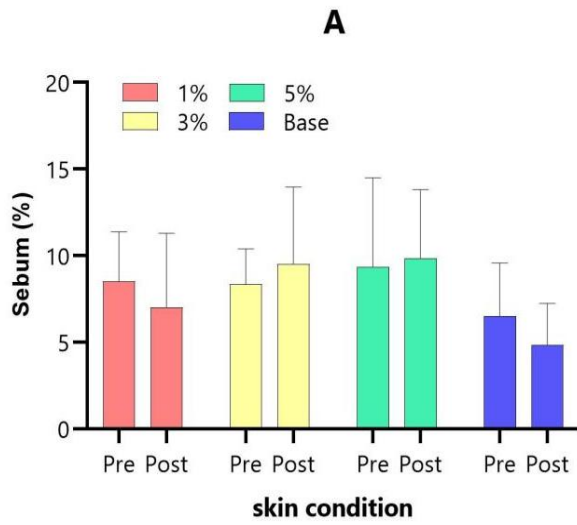 A
20
15
10
5
0
Sebum (%)
1% 5%
3% Base
Pre Post Pre Post Pre Post Pre Post
skin condition